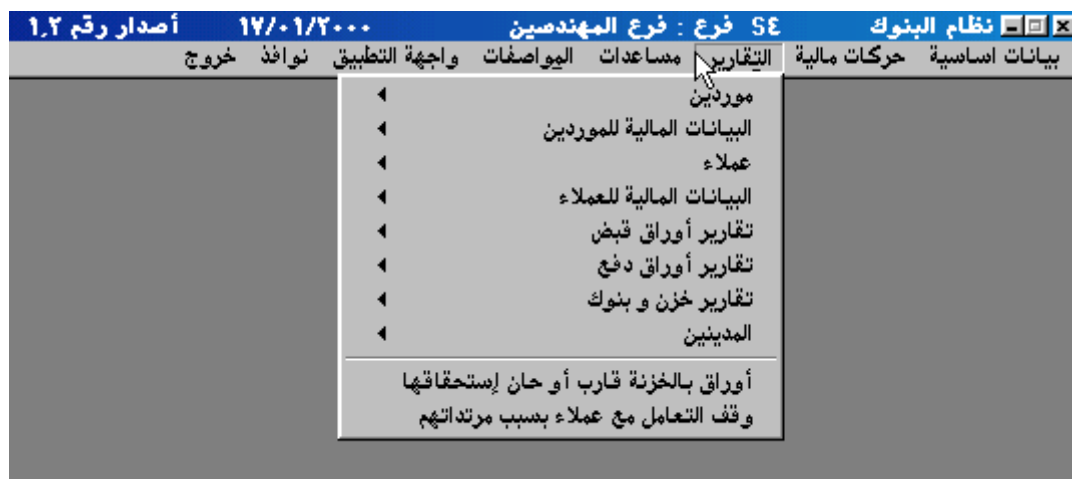 نظام البنوك S٤ فرع : فرع المهندسين ١٧/٠١/٢٠٠٠ أصدار رقم ١,٢
بيانات اساسية حركات مالية التقارير مساعدات المواصفات واجهة التطبيق نوافذ خروج
موردين
البيانات المالية للموردين
عملاء
البيانات المالية للعملاء
تقارير أوراق قبض
تقارير أوراق دفع
تقارير خزن و بنوك
المدينين
أوراق بالخزنة قارب أو حان إستحقاقها
وقف التعامل مع عملاء بسبب مرتداتهم